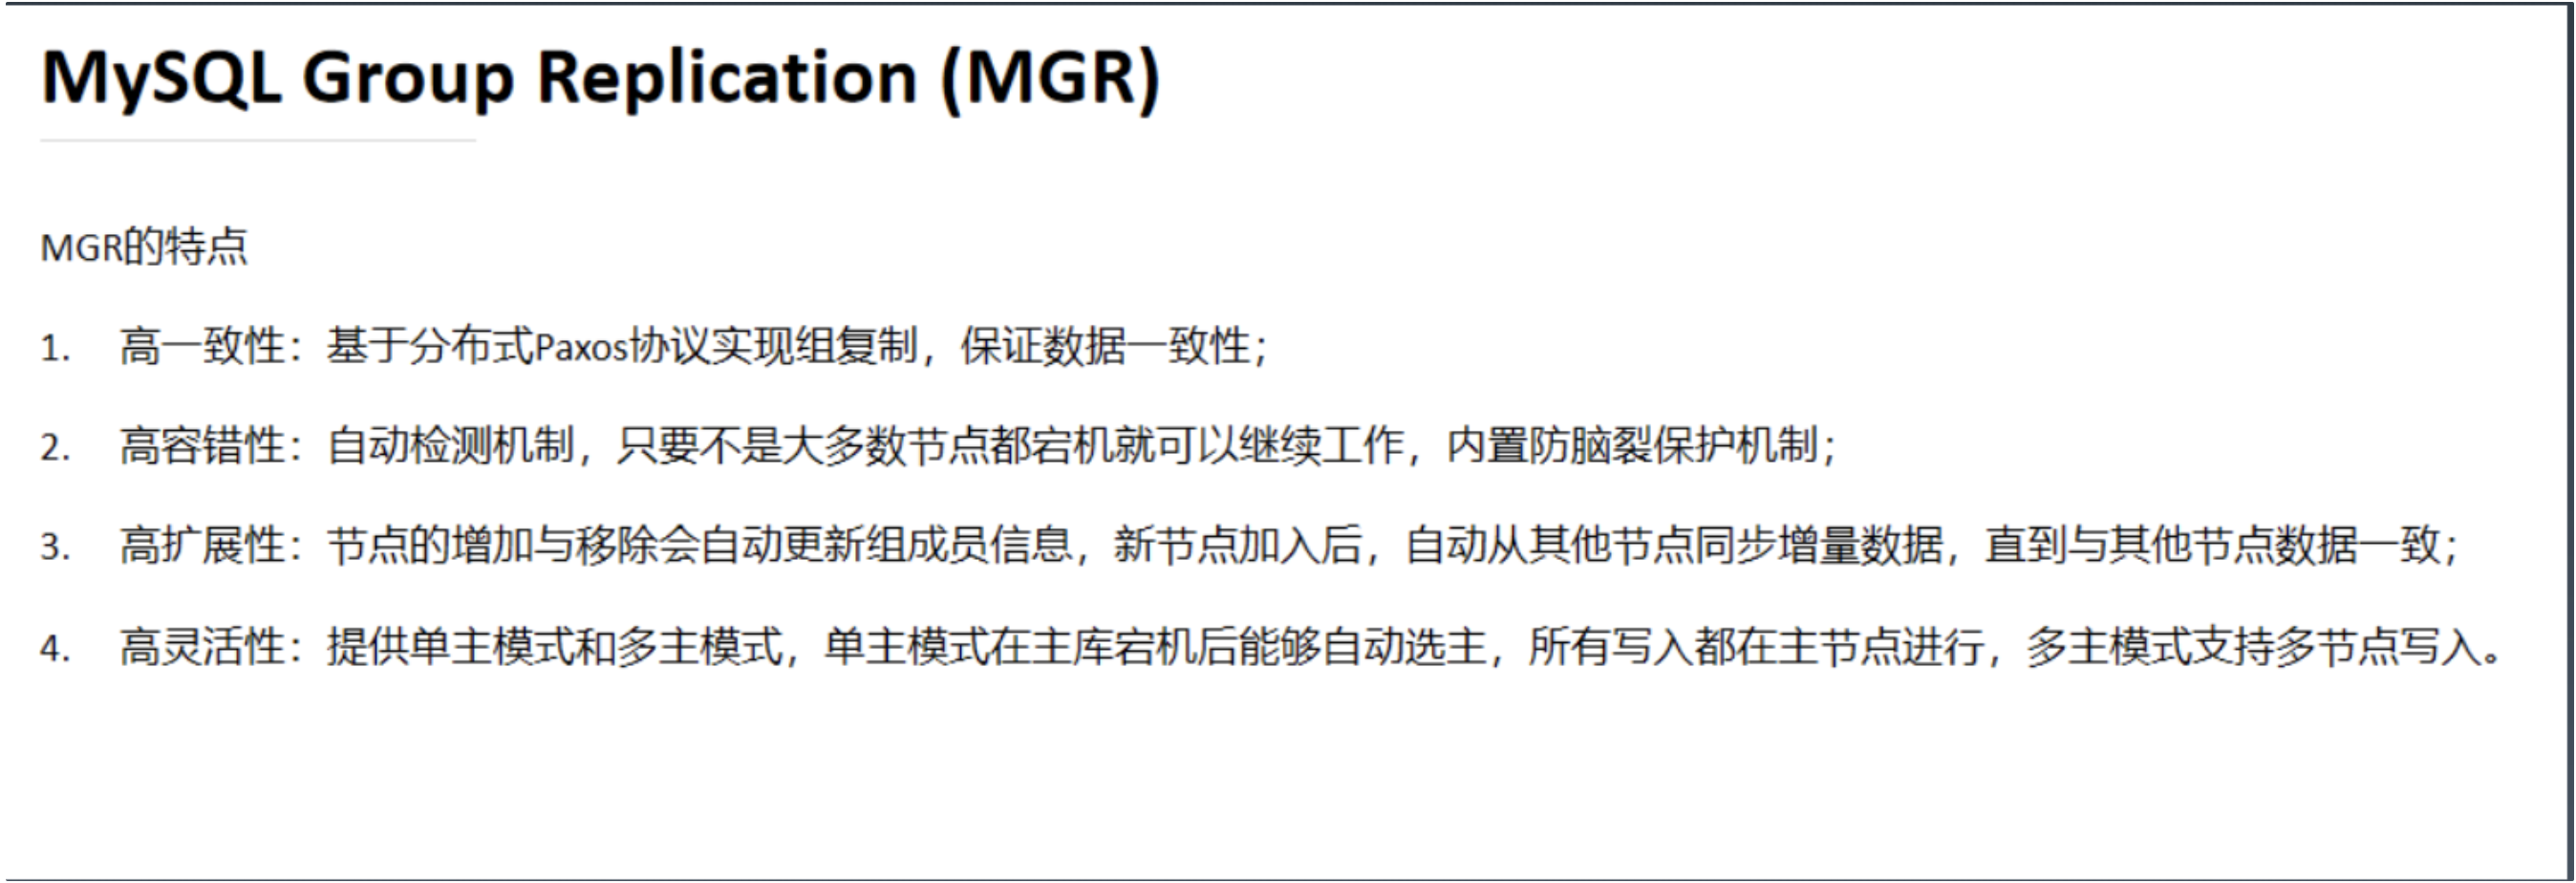 MySQL Group Replication (MGR)
MGR的特点
1. 高一致性：基于分布式Paxos协议实现组复制，保证数据一致性；
2. 高容错性：自动检测机制，只要不是大多数节点都宕机就可以继续工作，内置防脑裂保护机制；
3. 高扩展性：节点的增加与移除会自动更新组成员信息，新节点加入后，自动从其他节点同步增量数据，直到与其他节点数据一致；
4. 高灵活性：提供单主模式和多主模式，单主模式在主库宕机后能够自动选主，所有写入都在主节点进行，多主模式支持多节点写入。